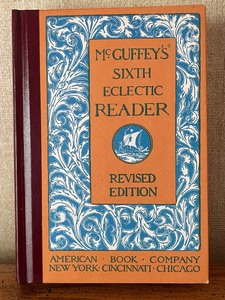 McGUFFEY'S®
SIXTH
ECLECTIC
READER
REVISED
EDITION
AMERICAN · BOOK · COMPANY
NEW YORK · CINCINNATI · CHICAGO